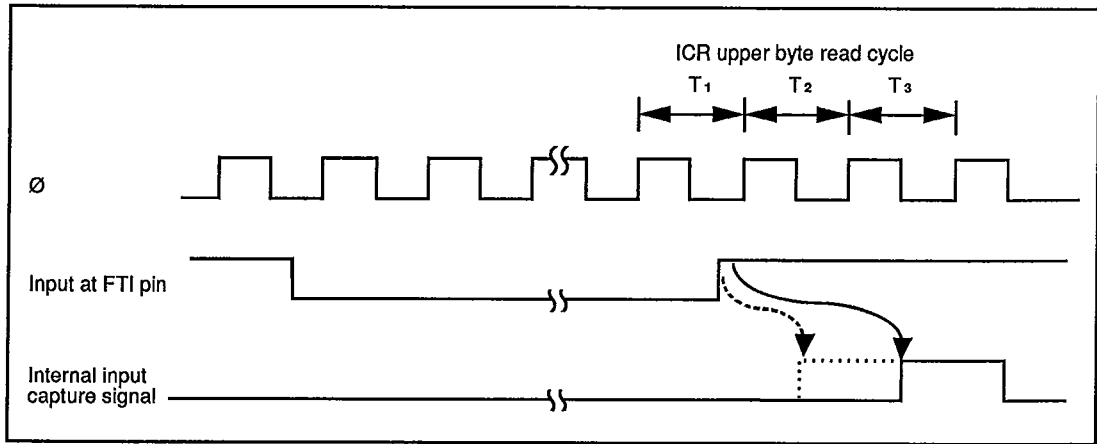 ICR upper byte read cycle
T1 T2 T3
Ø
Input at FTI pin
Internal input
capture signal